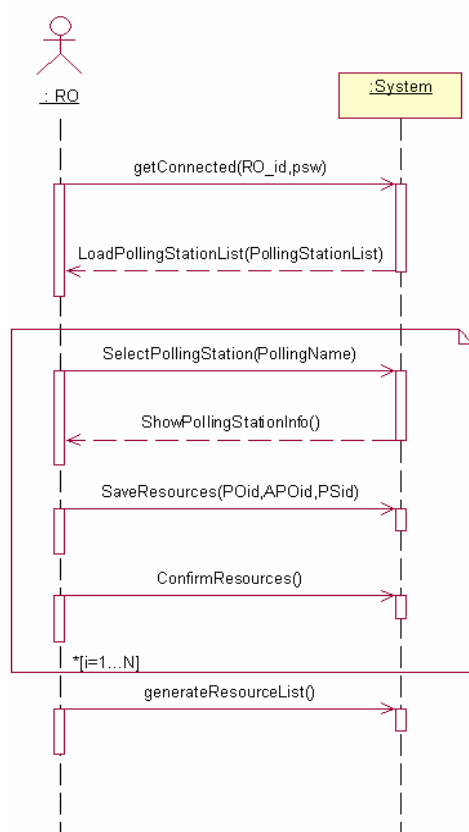 : RO
:System
getConnected(RO_id,psw)
LoadPollingStationList(PollingStationList)
SelectPollingStation(PollingName)
ShowPollingStationInfo()
SaveResources(POid,APOid,PSid)
ConfirmResources()
*[i=1...N]
generateResourceList()